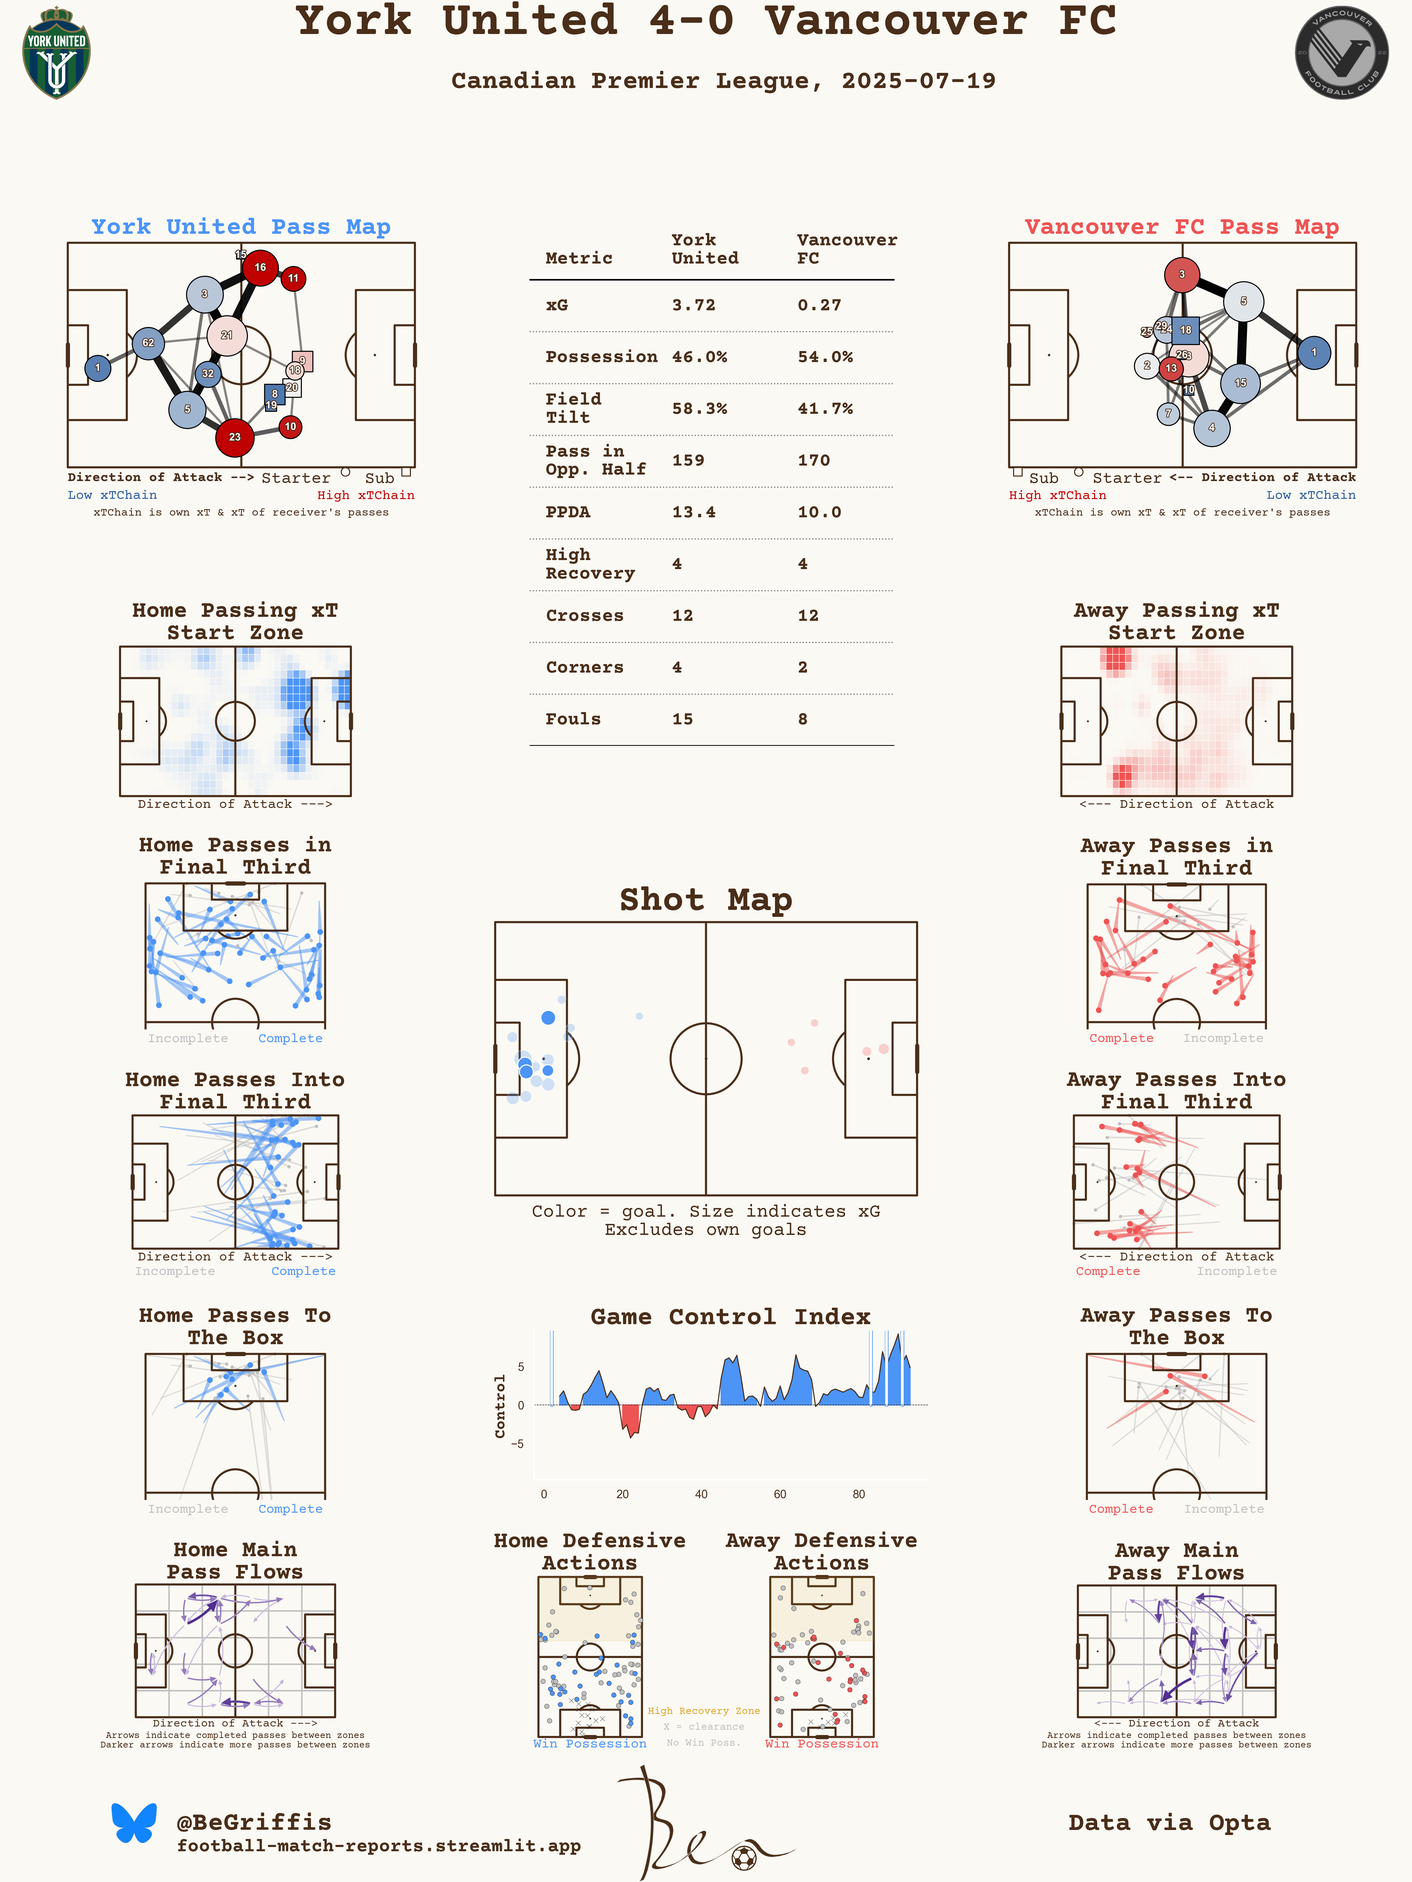 York United 4-0 Vancouver FC
Canadian Premier League, 2025-07-19
YORK UNITED
VANCOUVER
FOOTBALL CLUB
York United Pass Map
15
16
11
3
21
62
1
32
9
18
20
8
19
5
23
10
Direction of Attack --> Starter Sub
Low xTChain High xTChain
xTChain is own xT & xT of receiver's passes
Metric York United Vancouver FC
xG 3.72 0.27
Possession 46.0% 54.0%
Field Tilt 58.3% 41.7%
Pass in Opp. Half 159 170
PPDA 13.4 10.0
High Recovery 4 4
Crosses 12 12
Corners 4 2
Fouls 15 8
Vancouver FC Pass Map
3
5
25
29
18
1
26
2
13
15
10
7
4
Sub Starter <-- Direction of Attack
High xTChain Low xTChain
xTChain is own xT & xT of receiver's passes
Home Passing xT
Start Zone
Direction of Attack --->
Away Passing xT
Start Zone
<--- Direction of Attack
Home Passes in
Final Third
Incomplete Complete
Away Passes in
Final Third
Complete Incomplete
Shot Map
Color = goal. Size indicates xG
Excludes own goals
Home Passes Into
Final Third
Direction of Attack --->
Incomplete Complete
Away Passes Into
Final Third
<--- Direction of Attack
Complete Incomplete
Home Passes To
The Box
Incomplete Complete
Game Control Index
Control
5
0
−5
0 20 40 60 80
Away Passes To
The Box
Complete Incomplete
Home Main
Pass Flows
Direction of Attack --->
Arrows indicate completed passes between zones
Darker arrows indicate more passes between zones
Home Defensive
Actions
Win Possession
High Recovery Zone
X = clearance
No Win Poss.
Away Defensive
Actions
Win Possession
Away Main
Pass Flows
<--- Direction of Attack
Arrows indicate completed passes between zones
Darker arrows indicate more passes between zones
@BeGriffis
football-match-reports.streamlit.app
Ben
Data via Opta